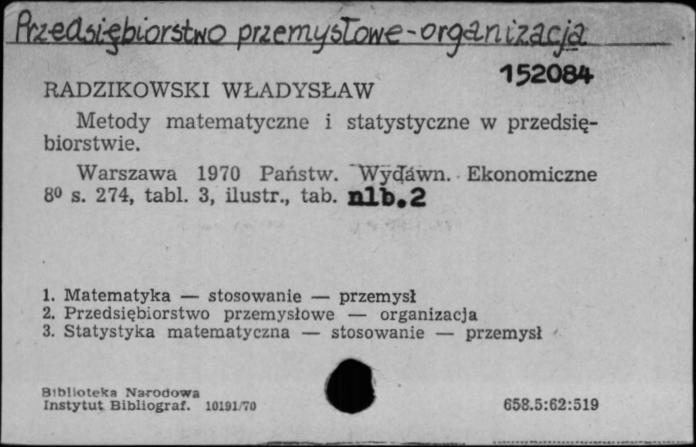 Przedsiębiorstwo przemysłowe - organizacja
152084
RADZIKOWSKI WŁADYSŁAW
Metody matematyczne i statystyczne w przedsię-
biorstwie.
Warszawa 1970 Państw. Wydawn. Ekonomiczne
8⁰ s. 274, tabl. 3, ilustr., tab. nlb. 2
1. Matematyka — stosowanie — przemysł
2. Przedsiębiorstwo przemysłowe — organizacja
3. Statystyka matematyczna — stosowanie — przemysł
Biblioteka Narodowa
Instytut Bibliograf. 10191/70
658.5:62:519